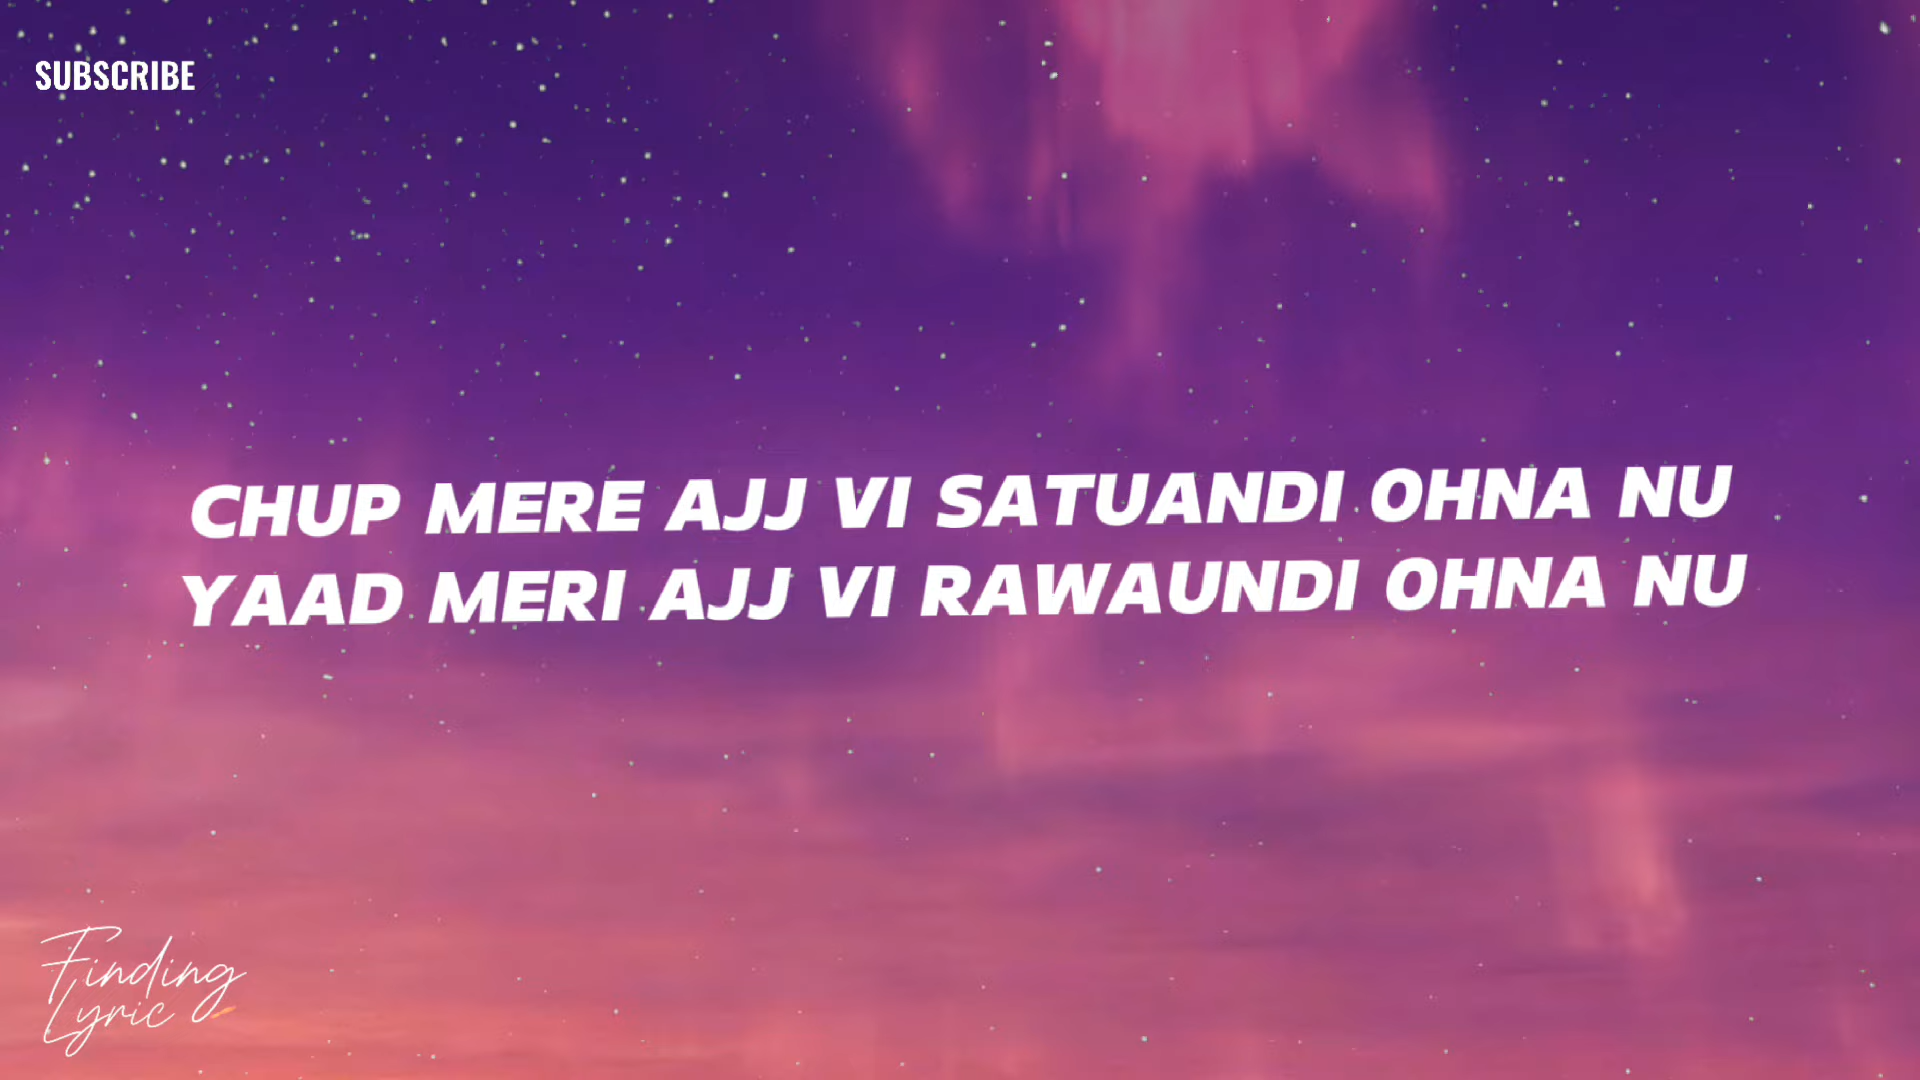 SUBSCRIBE
CHUP MERE AJJ VI SATUANDI OHNA NU
YAAD MERI AJJ VI RAWAUNDI OHNA NU
Finding
Lyric